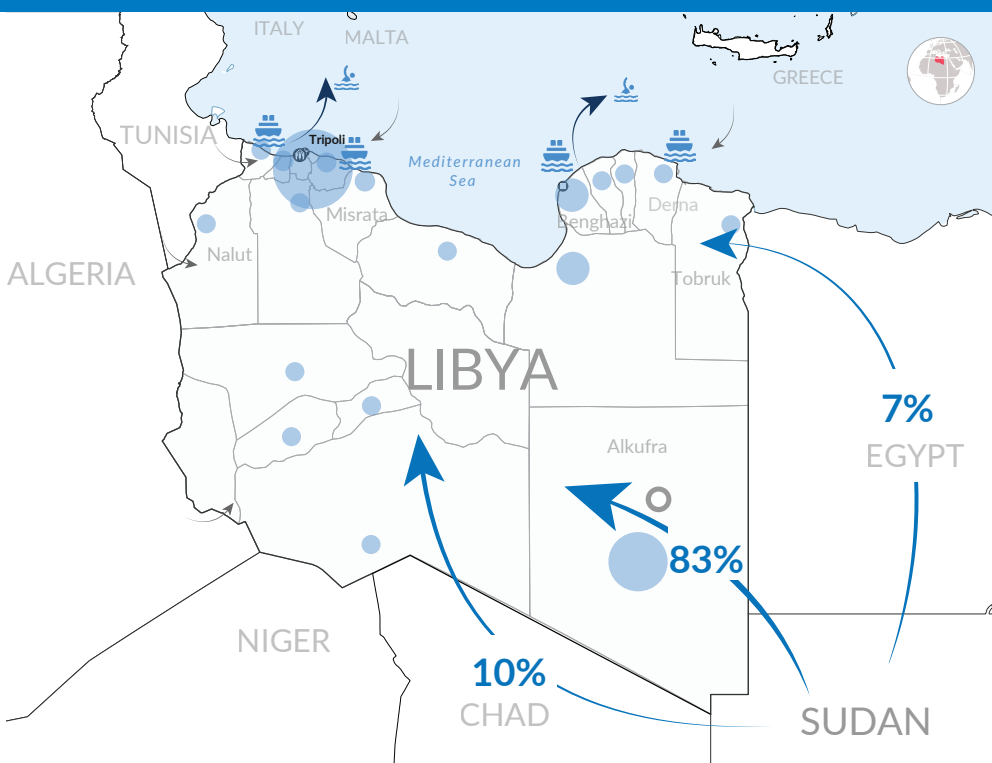 ITALY
MALTA
GREECE
TUNISIA
Tripoli
Mediterranean
Sea
Misrata
Benghazi
Derna
Nalut
ALGERIA
Tobruk
LIBYA
7%
EGYPT
Alkufra
83%
NIGER
10%
CHAD
SUDAN